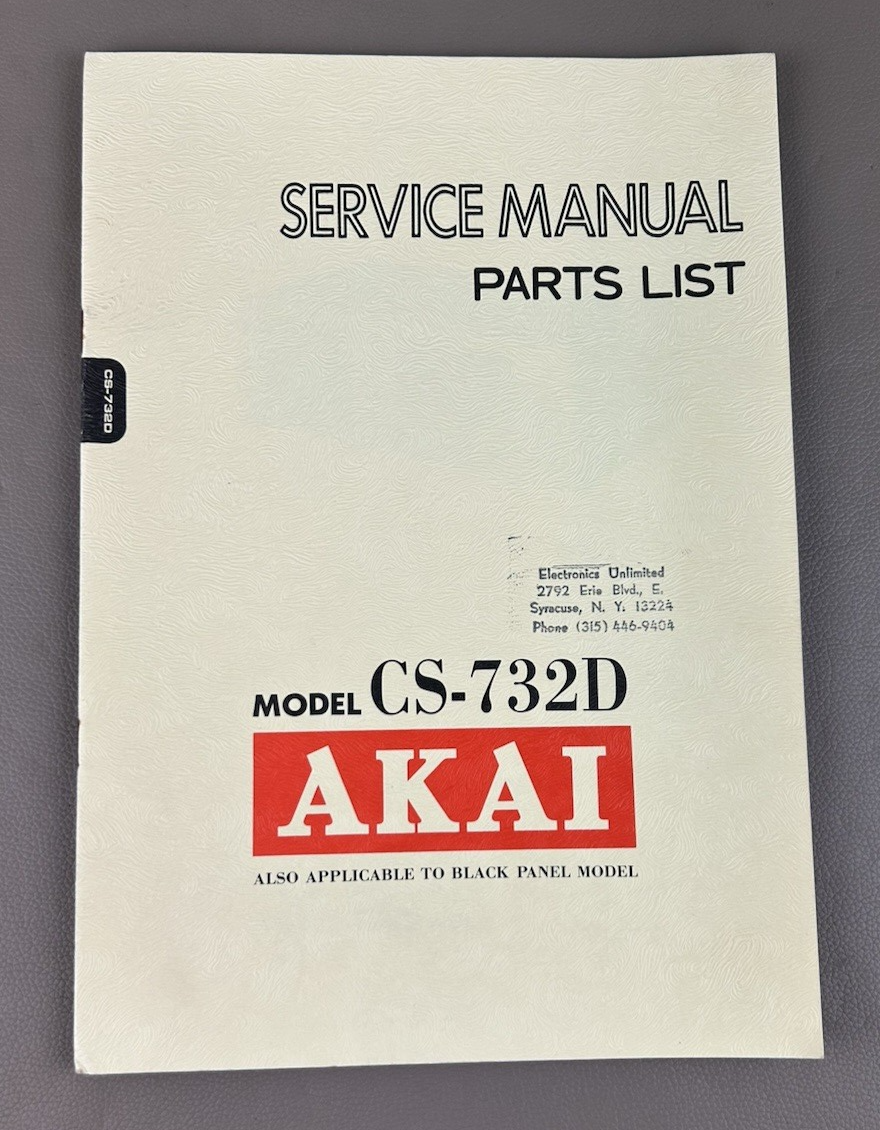 SERVICE MANUAL
PARTS LIST
CS-732D
Electronics Unlimited
2792 Erie Blvd., E.
Syracuse, N. Y. 13224
Phone (315) 446-9404
MODEL CS-732D
AKAI
ALSO APPLICABLE TO BLACK PANEL MODEL